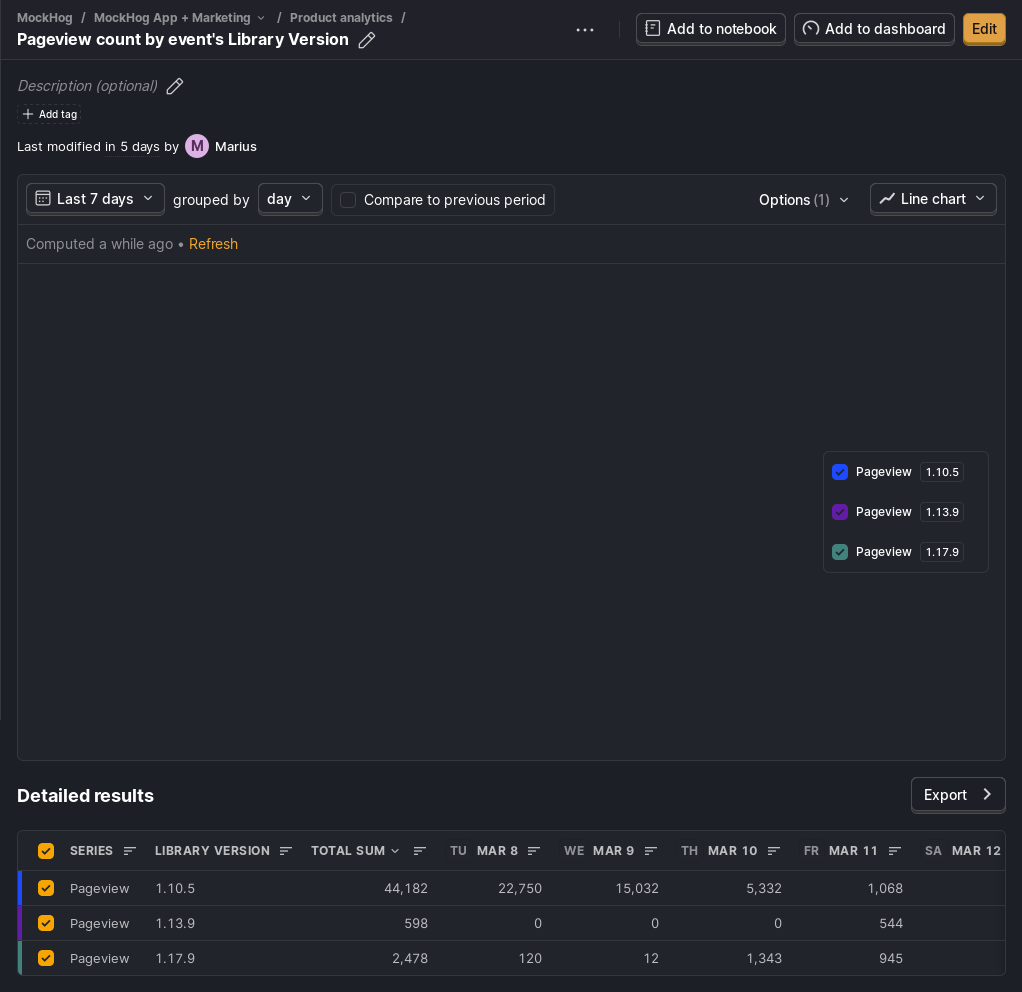 MockHog / MockHog App + Marketing / Product analytics /
Pageview count by event's Library Version
Add to notebook
Add to dashboard
Edit
Description (optional)
Add tag
Last modified in 5 days by M Marius
Last 7 days grouped by day Compare to previous period Options (1) Line chart
Computed a while ago • Refresh
Pageview 1.10.5
Pageview 1.13.9
Pageview 1.17.9
Detailed results
Export
SERIES LIBRARY VERSION TOTAL SUM TU MAR 8 WE MAR 9 TH MAR 10 FR MAR 11 SA MAR 12
Pageview 1.10.5 44,182 22,750 15,032 5,332 1,068
Pageview 1.13.9 598 0 0 0 544
Pageview 1.17.9 2,478 120 12 1,343 945